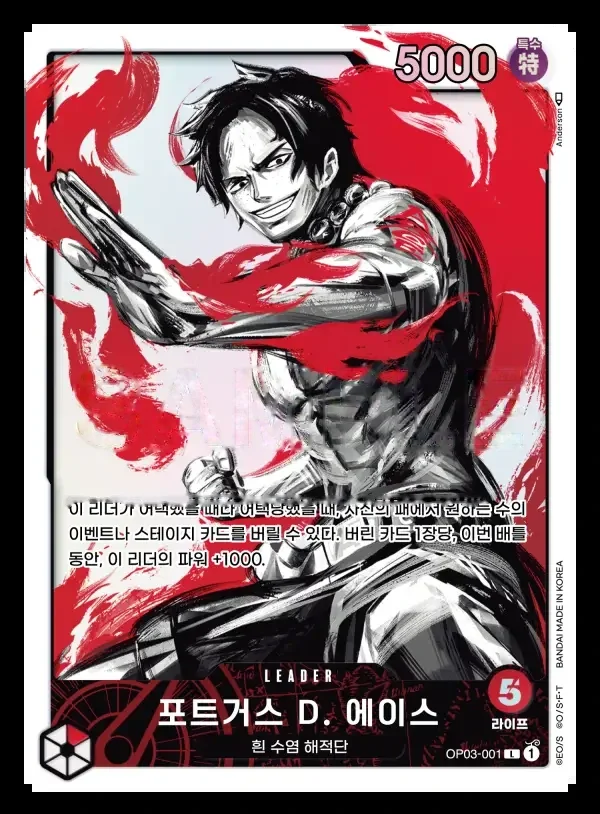 5000
특수
特
Anderson
이 리더가 어택했을 때나 어택당했을 때, 자신의 패에서 원하는 수의
이벤트나 스테이지 카드를 버릴 수 있다. 버린 카드 1장당, 이번 배틀
동안, 이 리더의 파워 +1000.
LEADER
포트거스 D. 에이스
흰 수염 해적단
5
라이프
OP03-001 L 1
©EO/S ©O/S·F·T BANDAI MADE IN KOREA